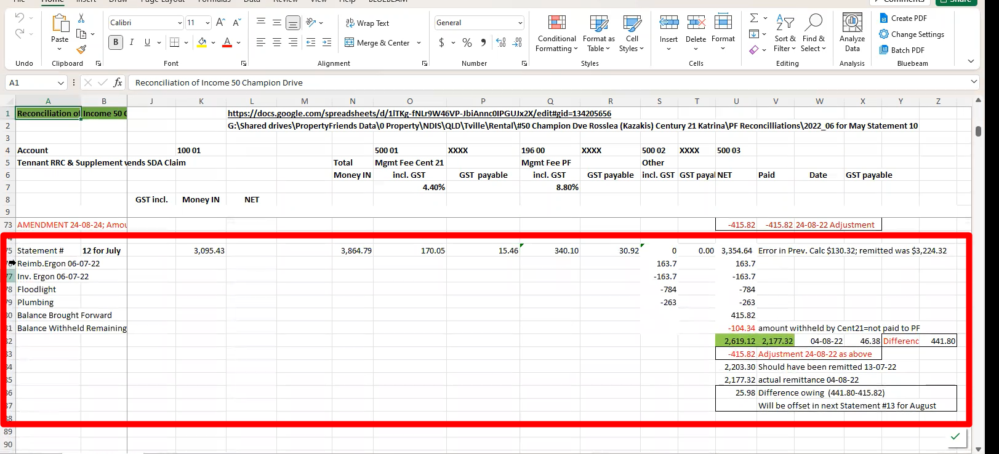 File Home Insert Draw Page Layout Formulas Data Review View Help BLUEBEAM Comments Share
Calibri 11 Wrap Text General Create PDF
Paste B I U Merge & Center $ % Conditional Formatting Format as Table Cell Styles Insert Delete Format Sort & Filter Find & Select Analyze Data Change Settings
Batch PDF
Undo Clipboard Font Alignment Number Styles Cells Editing Analysis Bluebeam
A1 fx Reconciliation of Income 50 Champion Drive
A B J K L M N O P Q R S T U V W X Y Z
1 Reconciliation of Income 50 C https://docs.google.com/spreadsheets/d/1lTKg-fNLr9W46VP-JbiAnnc0IPGUJx2X/edit#gid=134205656
2 G:\Shared drives\PropertyFriends Data\0 Property\NDIS\QLD\Tville\Rental\#50 Champion Dve Rosslea (Kazakis) Century 21 Katrina\PF Reconcilliations\2022_06 for May Statement 10
3
4 Account 100 01 500 01 XXXX 196 00 XXXX 500 02 XXXX 500 03
5 Tennant RRC & Supplement vends SDA Claim Total Mgmt Fee Cent 21 Mgmt Fee PF Other
6 Money IN incl. GST GST payable incl. GST GST payable incl. GST GST payal NET Paid Date GST payable
7 4.40% 8.80%
8 GST incl. Money IN NET
9
73 AMENDMENT 24-08-24; Amou -415.82 -415.82 24-08-22 Adjustment
75 Statement # 12 for July 3,095.43 3,864.79 170.05 15.46 340.10 30.92 0 0.00 3,354.64 Error in Prev. Calc $130.32; remitted was $3,224.32
76 Reimb.Ergon 06-07-22 163.7 163.7
77 Inv. Ergon 06-07-22 -163.7 -163.7
78 Floodlight -784 -784
79 Plumbing -263 -263
80 Balance Brought Forward 415.82
81 Balance Withheld Remaining -104.34 amount withheld by Cent21=not paid to PF
82 2,619.12 2,177.32 04-08-22 46.38 Differenc 441.80
83 -415.82 Adjustment 24-08-22 as above
84 2,203.30 Should have been remitted 13-07-22
85 2,177.32 actual remittance 04-08-22
86 25.98 Difference owing (441.80-415.82)
87 Will be offset in next Statement #13 for August
88
89
90